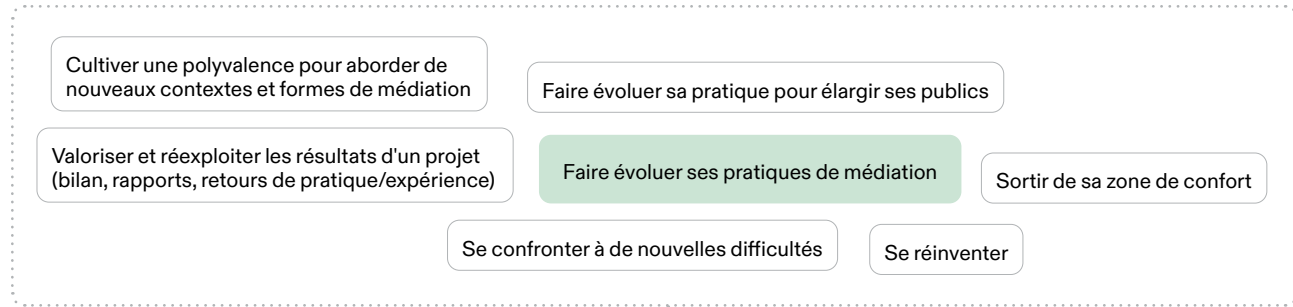 Cultiver une polyvalence pour aborder de
nouveaux contextes et formes de médiation
Faire évoluer sa pratique pour élargir ses publics
Valoriser et réexploiter les résultats d'un projet
(bilan, rapports, retours de pratique/expérience)
Faire évoluer ses pratiques de médiation
Sortir de sa zone de confort
Se confronter à de nouvelles difficultés
Se réinventer